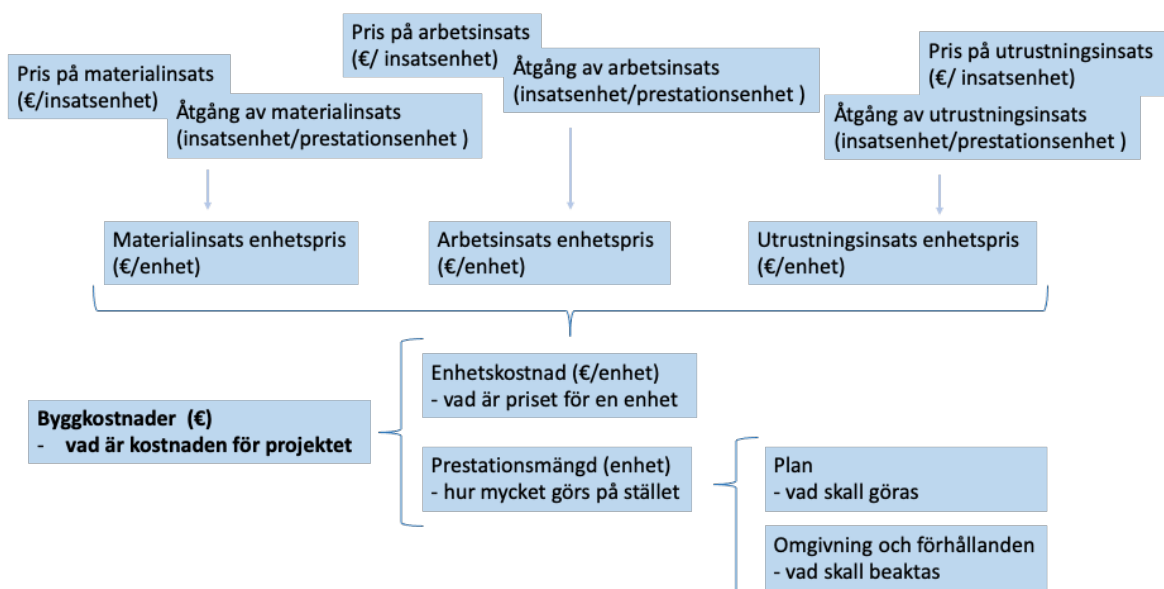 Pris på materialinsats
(€/insatsenhet)
Åtgång av materialinsats
(insatsenhet/prestationsenhet )
Pris på arbetsinsats
(€/ insatsenhet)
Åtgång av arbetsinsats
(insatsenhet/prestationsenhet )
Pris på utrustningsinsats
(€/ insatsenhet)
Åtgång av utrustningsinsats
(insatsenhet/prestationsenhet )
Materialinsats enhetspris
(€/enhet)
Arbetsinsats enhetspris
(€/enhet)
Utrustningsinsats enhetspris
(€/enhet)
Byggkostnader (€)
- vad är kostnaden för projektet
Enhetskostnad (€/enhet)
- vad är priset för en enhet
Prestationsmängd (enhet)
- hur mycket görs på stället
Plan
- vad skall göras
Omgivning och förhållanden
- vad skall beaktas